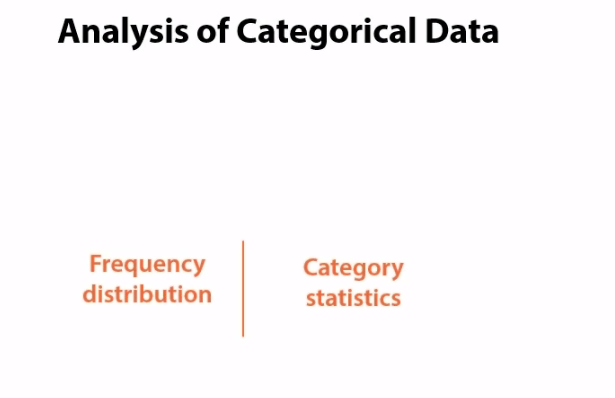 Analysis of Categorical Data
Frequency
distribution
Category
statistics